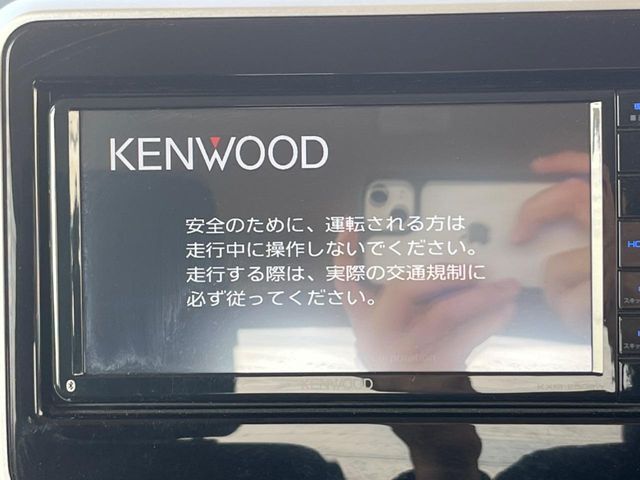 KENWOOD
安全のために、運転される方は
走行中に操作しないでください。
走行する際は、実際の交通規制に
必ず従ってください。
Corporation
KENWOOD
HO